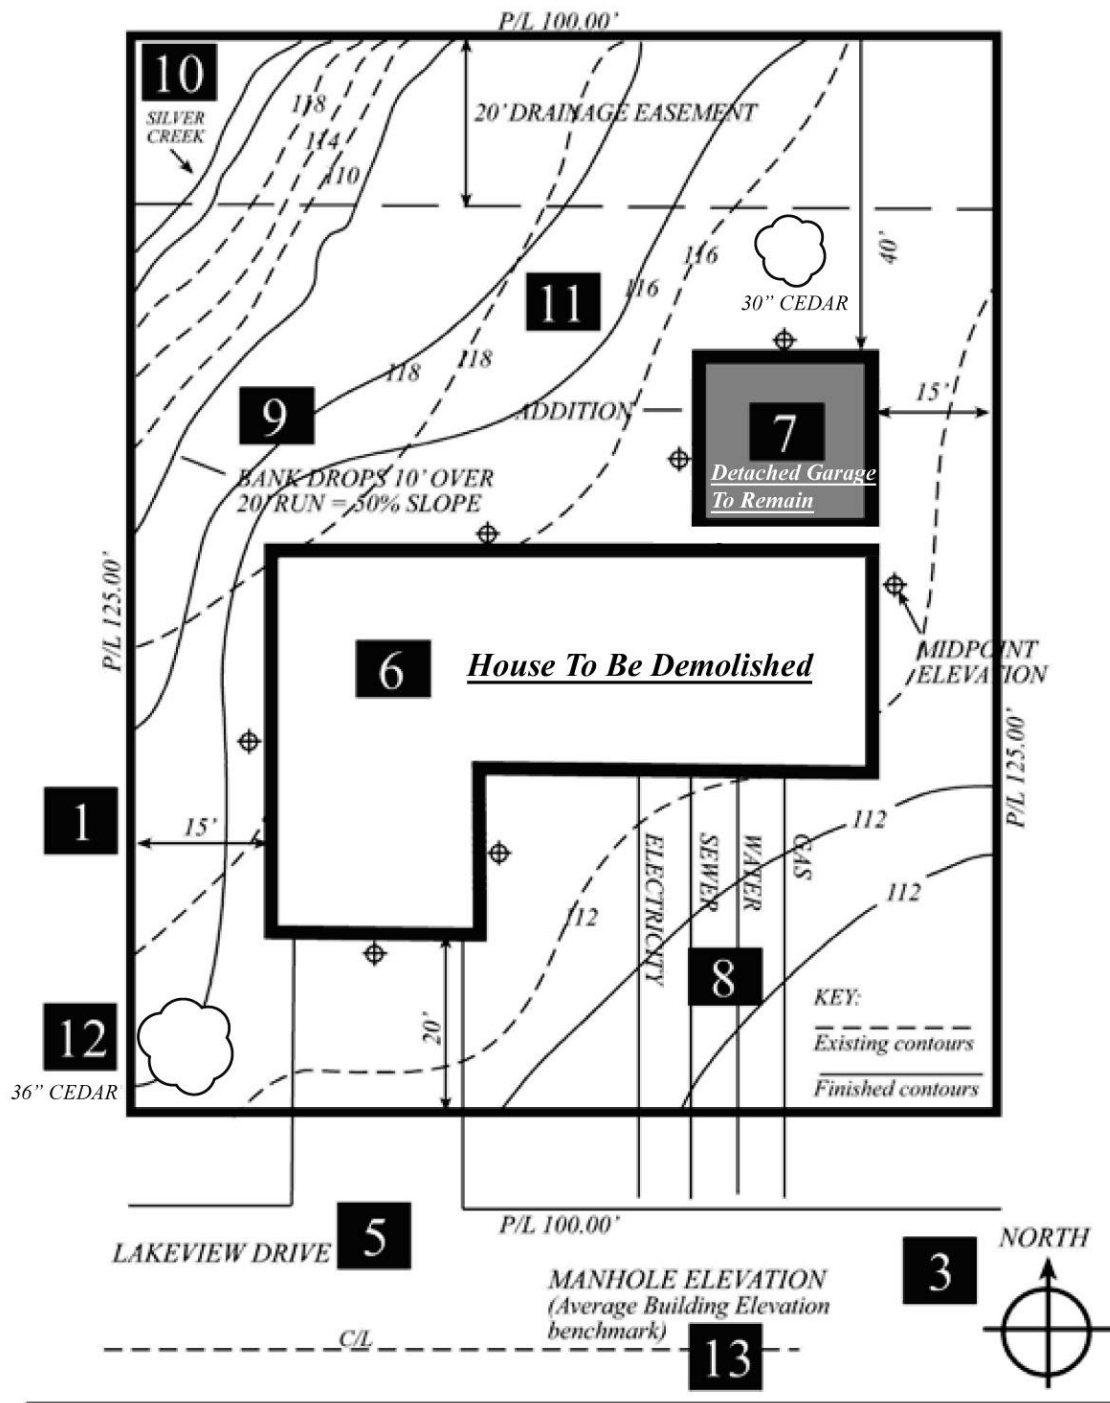 P/L 100.00’
10
SILVER
CREEK
118
114
110
20’ DRAINAGE EASEMENT
40’
116
116
30” CEDAR
11
118
118
9
ADDITION
7
15’
Detached Garage
To Remain
BANK DROPS 10’ OVER
20’ RUN = 50% SLOPE
P/L 125.00’
6
House To Be Demolished
MIDPOINT
ELEVATION
P/L 125.00’
1
15’
112
112
112
ELECTRICITY
SEWER
WATER
GAS
8
12
36” CEDAR
20’
KEY:
Existing contours
Finished contours
P/L 100.00’
LAKEVIEW DRIVE
5
3
NORTH
MANHOLE ELEVATION
(Average Building Elevation
benchmark)
13
C/L